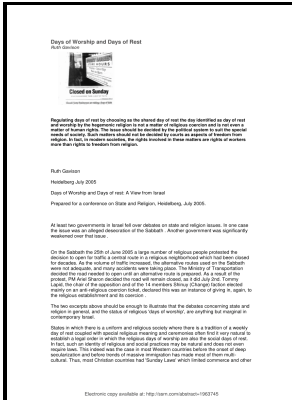 Days of Worship and Days of Rest
Ruth Gavison
Closed on Sunday
Regulating days of rest by choosing as the shared day of rest the day identified as day of rest
and worship by the hegemonic religion is not a matter of religious coercion and is not even a
matter of human rights. The issue should be decided by the political system to suit the special
needs of society. Such matters should not be decided by courts as aspects of freedom from
religion. In fact, in modern societies, the rights involved in these matters are rights of workers
more than rights to freedom from religion.
Ruth Gavison
Heidelberg July 2005
Days of Worship and Days of rest: A View from Israel
Prepared for a conference on State and Religion, Heidelberg, July 2005.
At least two governments in Israel fell over debates on state and religion issues. In one case
the issue was an alleged desecration of the Sabbath . Another government was significantly
weakened over that issue .
On the Sabbath the 25th of June 2005 a large number of religious people protested the
decision to open for traffic a central route in a religious neighborhood which had been closed
for decades. As the volume of traffic increased, the alternative routes used on the Sabbath
were not adequate, and many accidents were taking place. The Ministry of Transportation
decided the road needed to open until an alternative route is prepared. As a result of the
protest, PM Ariel Sharon decided the road will remain closed, as it did July 2nd. Tommy
Lapid, the chair of the opposition and of the 14 members Shinuy (Change) faction elected
mainly on an anti-religious coercion ticket, declared this was an instance of giving in, again, to
the religious establishment and its coercion .
The two excerpts above should be enough to illustrate that the debates concerning state and
religion in general, and the status of religious 'days of worship', are anything but marginal in
contemporary Israel.
States in which there is a uniform and religious society where there is a tradition of a weekly
day of rest coupled with special religious meaning and ceremonies often find it very natural to
establish a legal order in which the religious days of worship are also the social days of rest.
In fact, such an identity of religious and social practices may be natural and does not even
require laws. This indeed was the case in most Western countries before the onset of deep
secularization and before trends of massive immigration has made most of them multi-
cultural. Thus, most Christian countries had 'Sunday Laws' which limited commerce and other
Electronic copy available at: http://ssrn.com/abstract=1963745